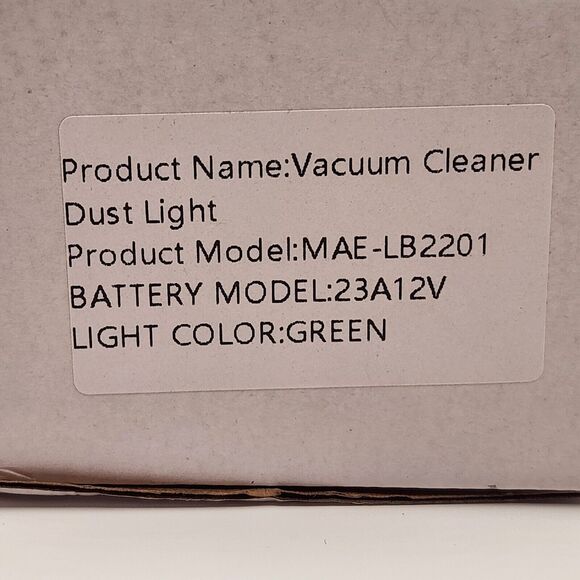 Product Name:Vacuum Cleaner
Dust Light
Product Model:MAE-LB2201
BATTERY MODEL:23A12V
LIGHT COLOR:GREEN